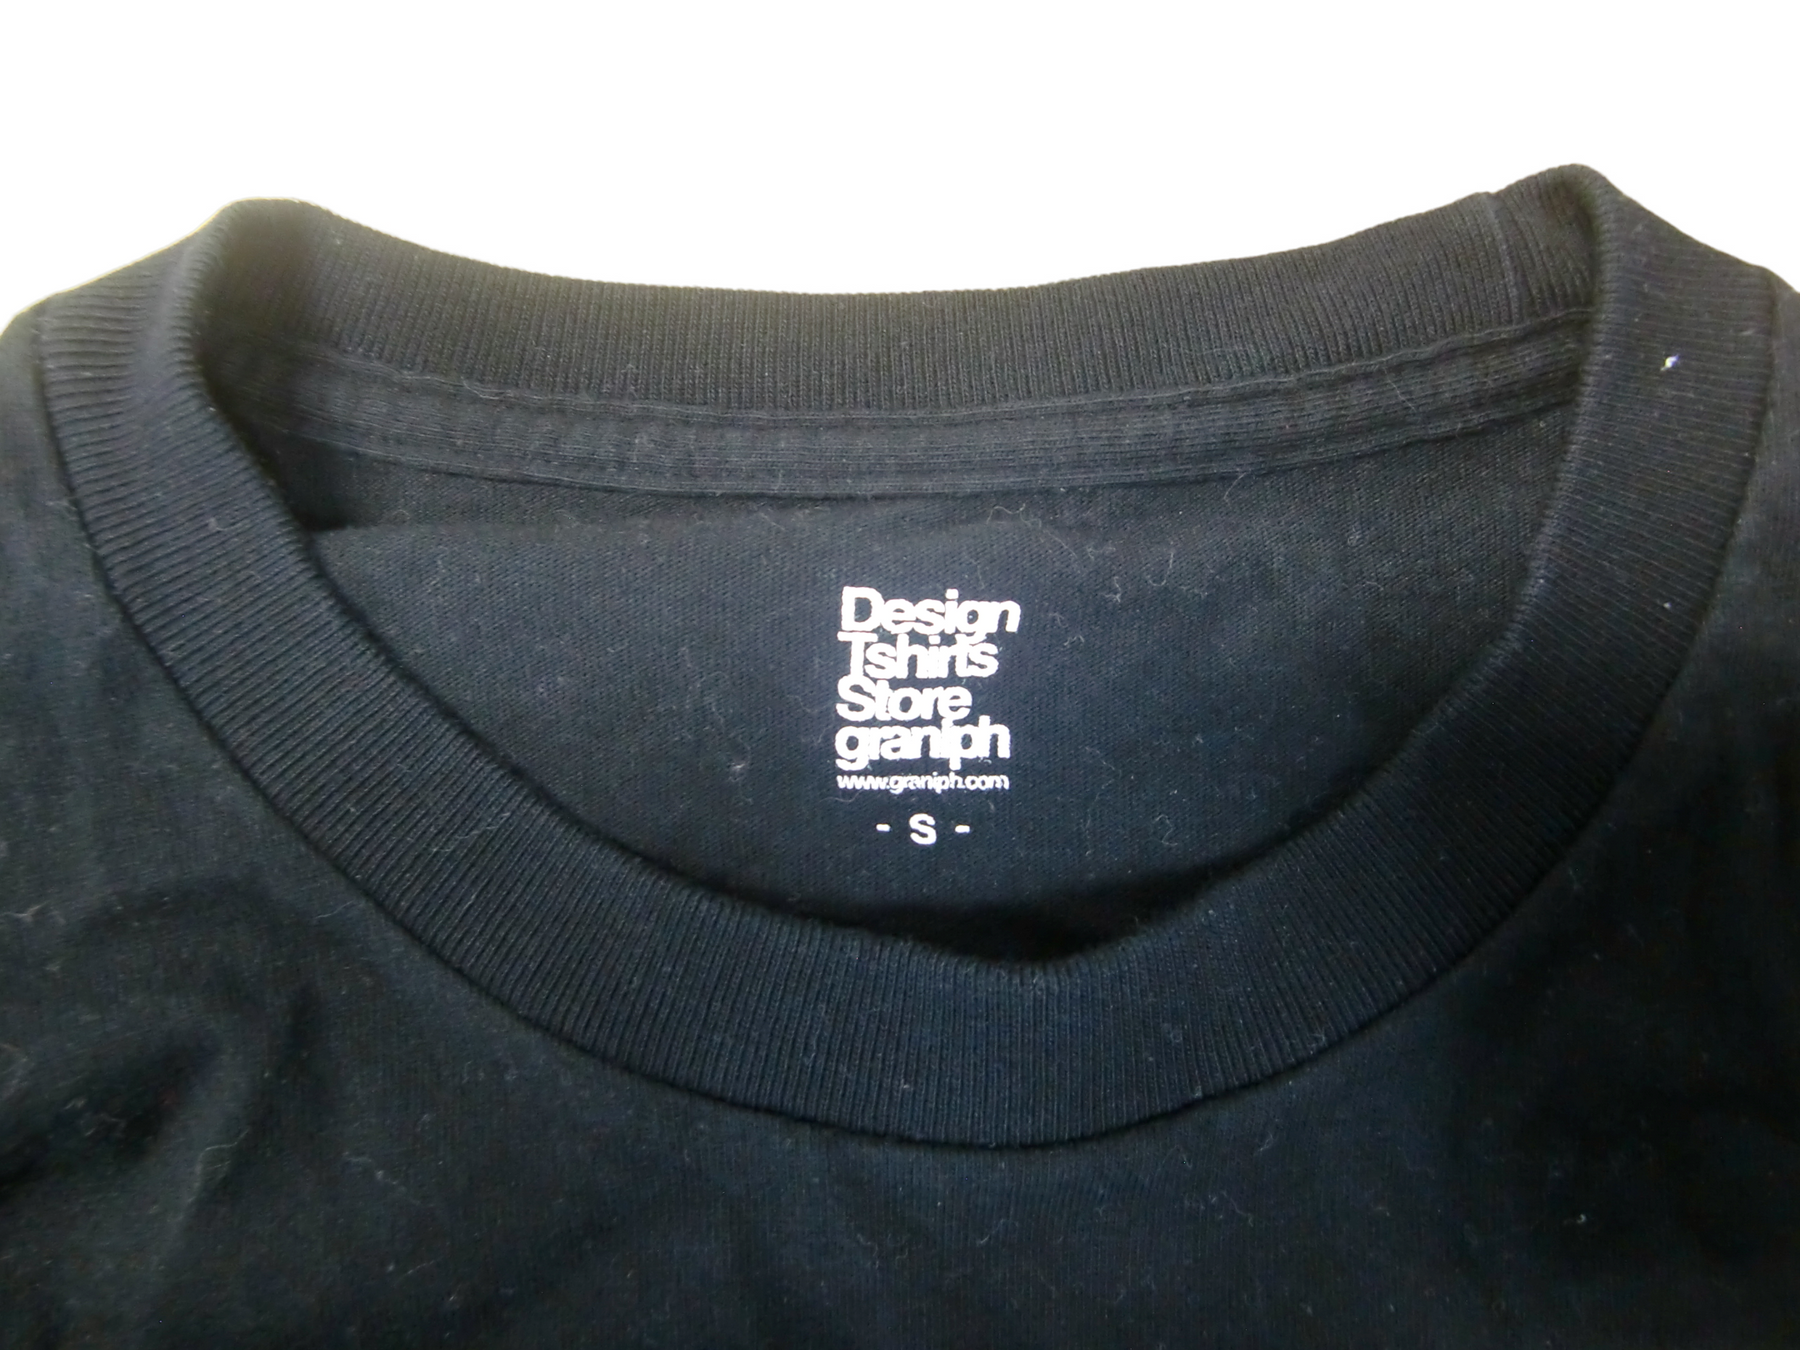 Design
Tshirts
Store
graniph
www.graniph.com
- S -